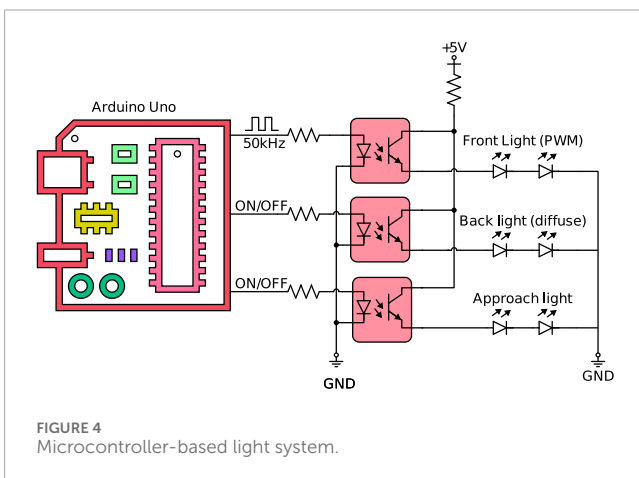 +5V
Arduino Uno
50kHz
Front Light (PWM)
ON/OFF
Back light (diffuse)
ON/OFF
Approach light
GND
GND
FIGURE 4
Microcontroller-based light system.